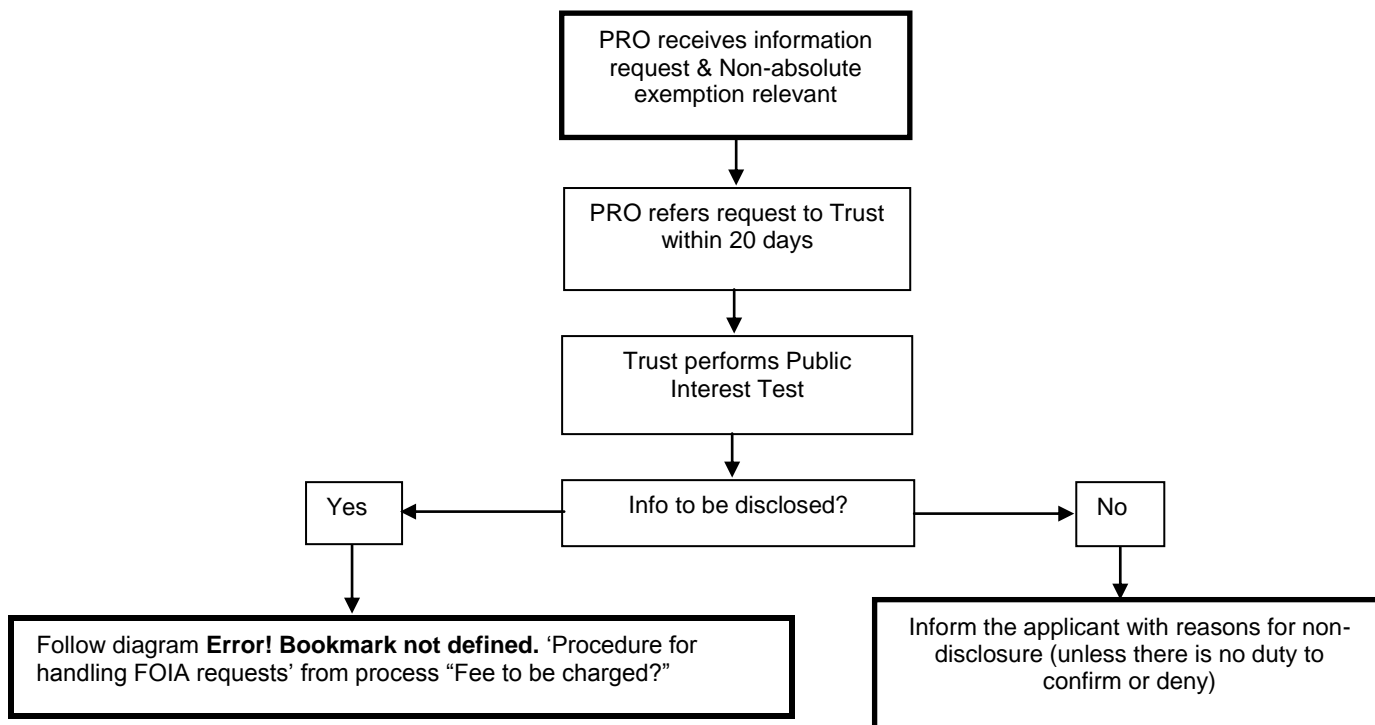 PRO receives information
request & Non-absolute
exemption relevant
PRO refers request to Trust
within 20 days
Trust performs Public
Interest Test
Info to be disclosed?
Yes
No
Follow diagram Error! Bookmark not defined. ‘Procedure for
handling FOIA requests’ from process “Fee to be charged?”
Inform the applicant with reasons for non-
disclosure (unless there is no duty to
confirm or deny)